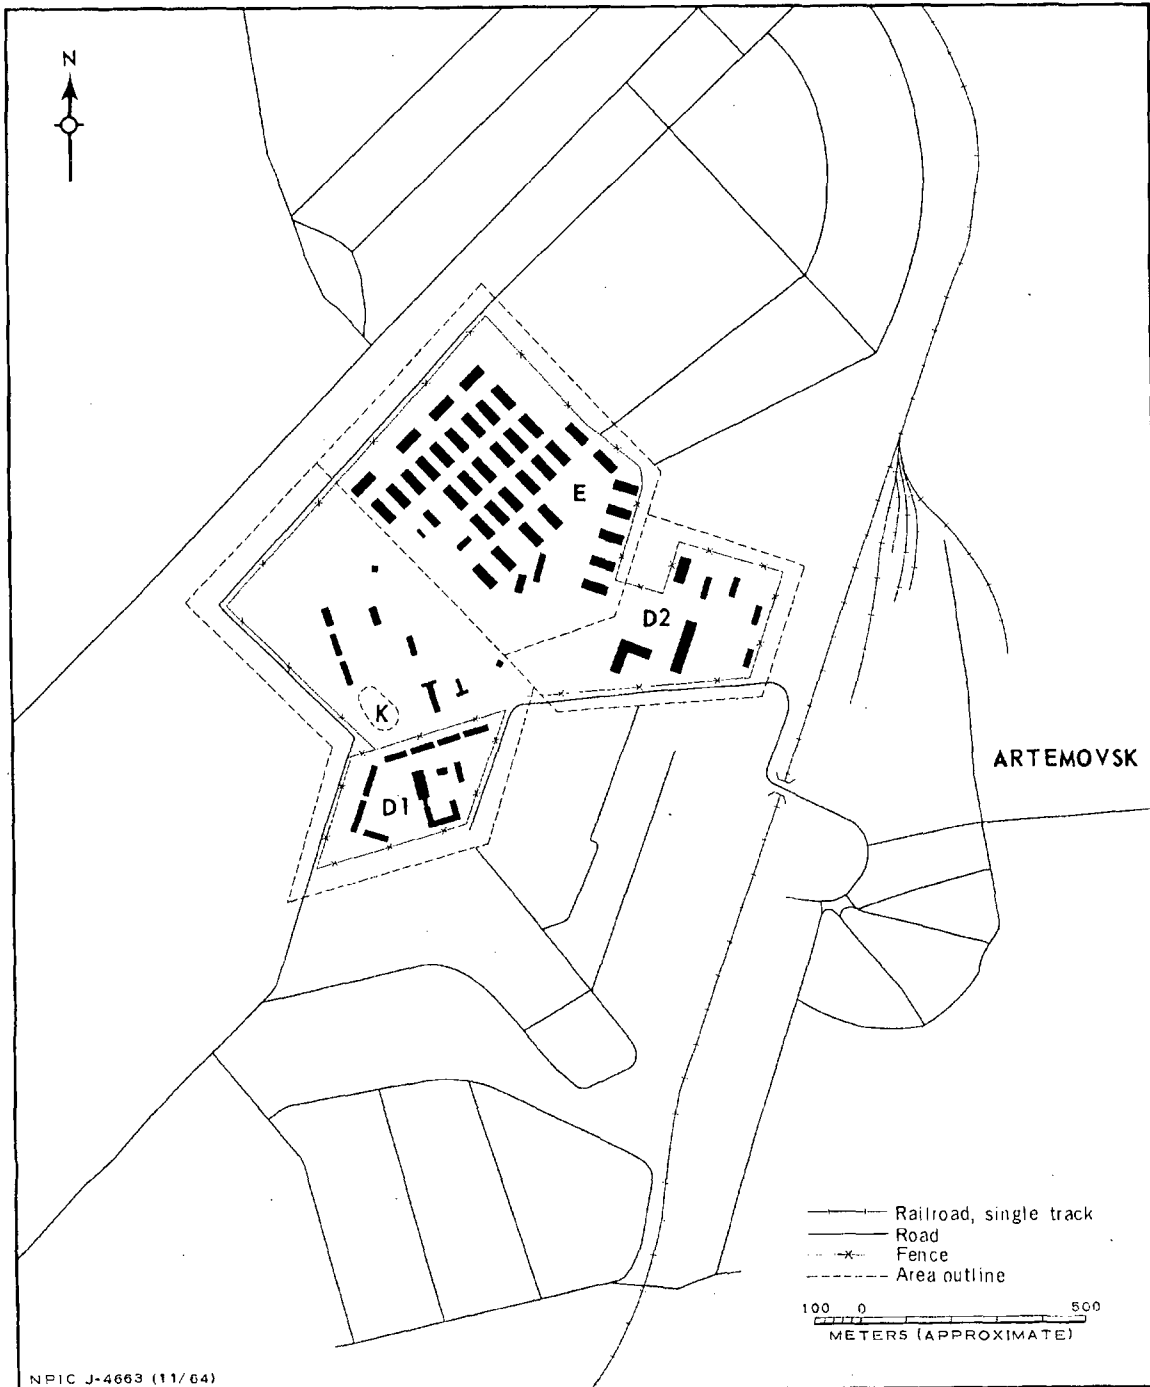 N
E
D2
K
D1
ARTEMOVSK
Railroad, single track
Road
Fence
Area outline
100 0 500
METERS (APPROXIMATE)
NPIC J-4663 (11/64)